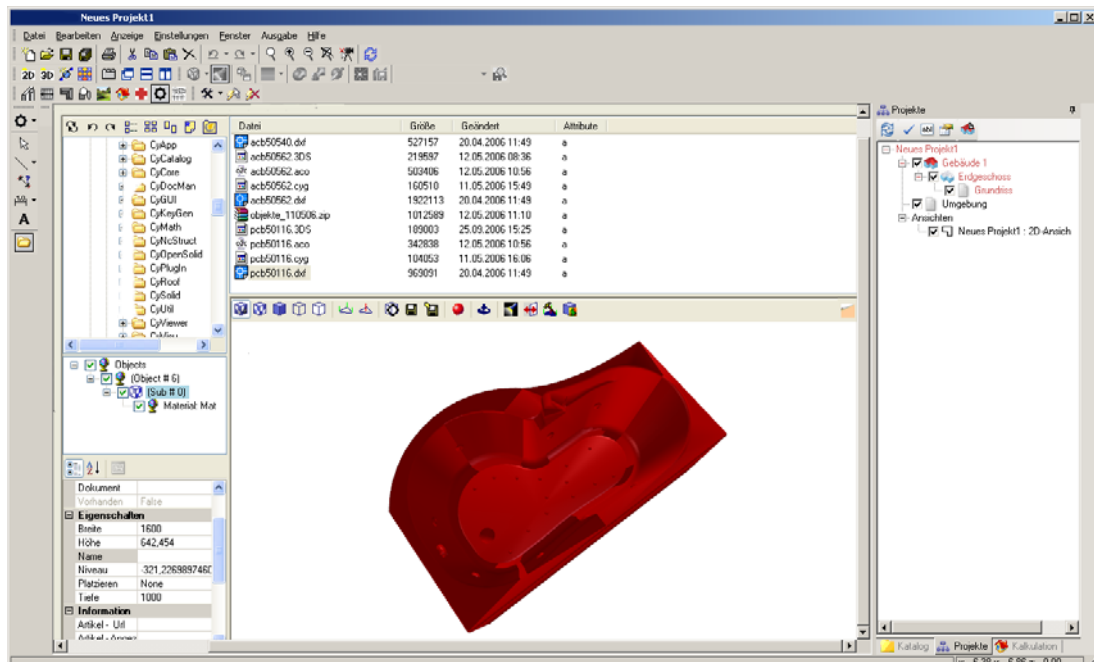 Neues Projekt1
Datei Bearbeiten Anzeige Einstellungen Fenster Ausgabe Hilfe
2D 3D
Projekte
Datei Größe Geändert Attribute
acb50540.dxf 527157 20.04.2006 11:49 a
acb50562.3DS 219597 12.05.2006 08:36 a
acb50562.aco 503406 12.05.2006 10:56 a
acb50562.cyg 160510 11.05.2006 15:49 a
acb50562.dxf 1922113 20.04.2006 11:49 a
objekte_110506.zip 1012589 12.05.2006 11:10 a
pcb50116.3DS 189003 25.09.2006 15:25 a
pcb50116.aco 342838 12.05.2006 10:56 a
pcb50116.cyg 104053 11.05.2006 16:06 a
pcb50116.dxf 969091 20.04.2006 11:49 a
CyApp
CyCatalog
CyCore
CyDocMan
CyGUI
CyKeyGen
CyMath
CyNcStruct
CyOpenSolid
CyPlugIn
CyRoof
CySolid
CyUtil
CyViewer
A
Neues Projekt1
Gebäude 1
Erdgeschoss
Grundriss
Umgebung
Ansichten
Neues Projekt1 : 2D-Ansich
Objects
(Object # 6)
(Sub # 0)
Material: Mat
Dokument
Vorhanden False
Eigenschaften
Breite 1600
Höhe 642,454
Name
Niveau -321,2269897460
Platzieren None
Tiefe 1000
Information
Artikel - Url
Katalog Projekte Kalkulation